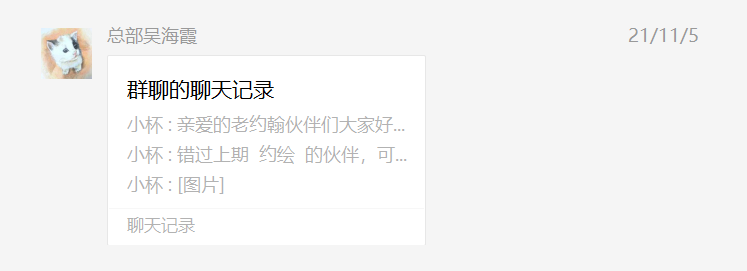 总部吴海霞
21/11/5
群聊的聊天记录
小杯 : 亲爱的老约翰伙伴们大家好...
小杯 : 错过上期 约绘 的伙伴，可...
小杯 : [图片]
聊天记录